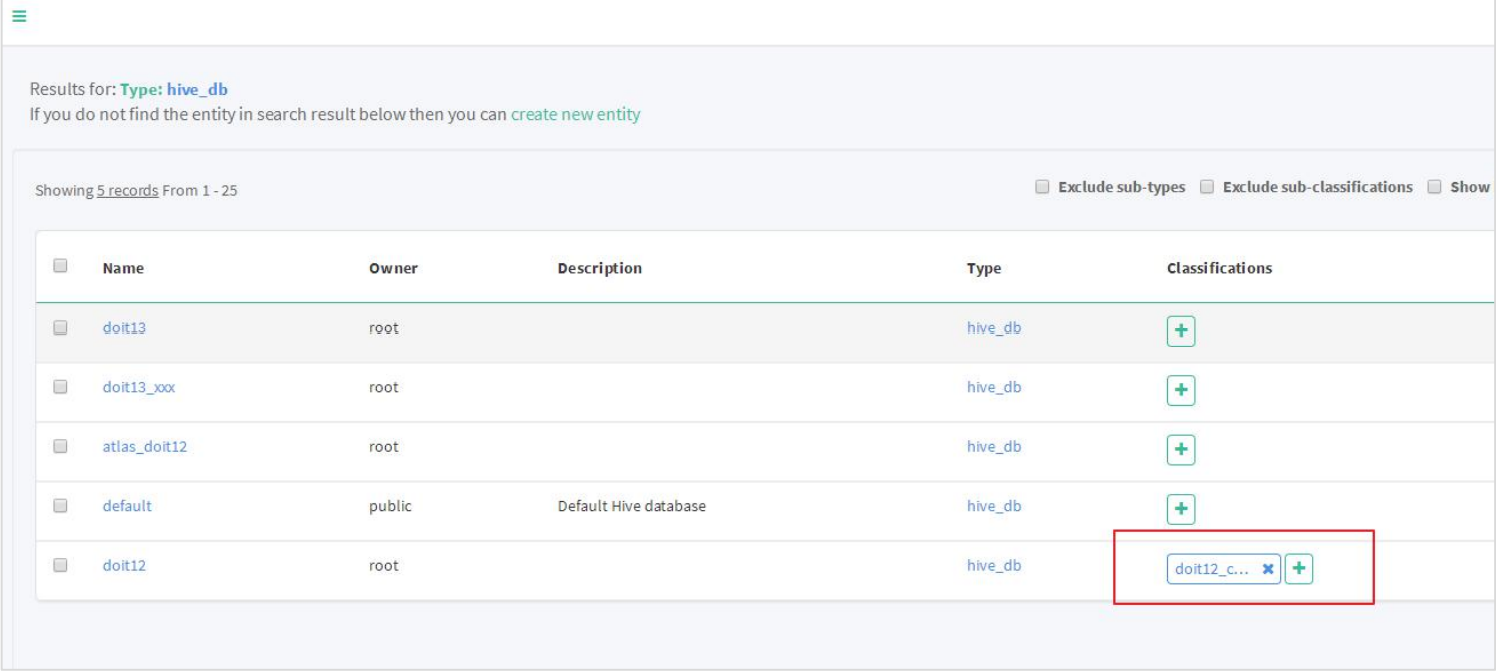 Results for: Type: hive_db
If you do not find the entity in search result below then you can create new entity
Showing 5 records From 1 - 25 Exclude sub-types Exclude sub-classifications Show
Name Owner Description Type Classifications
doit13 root hive_db
doit13_xxx root hive_db
atlas_doit12 root hive_db
default public Default Hive database hive_db
doit12 root hive_db doit12_c...